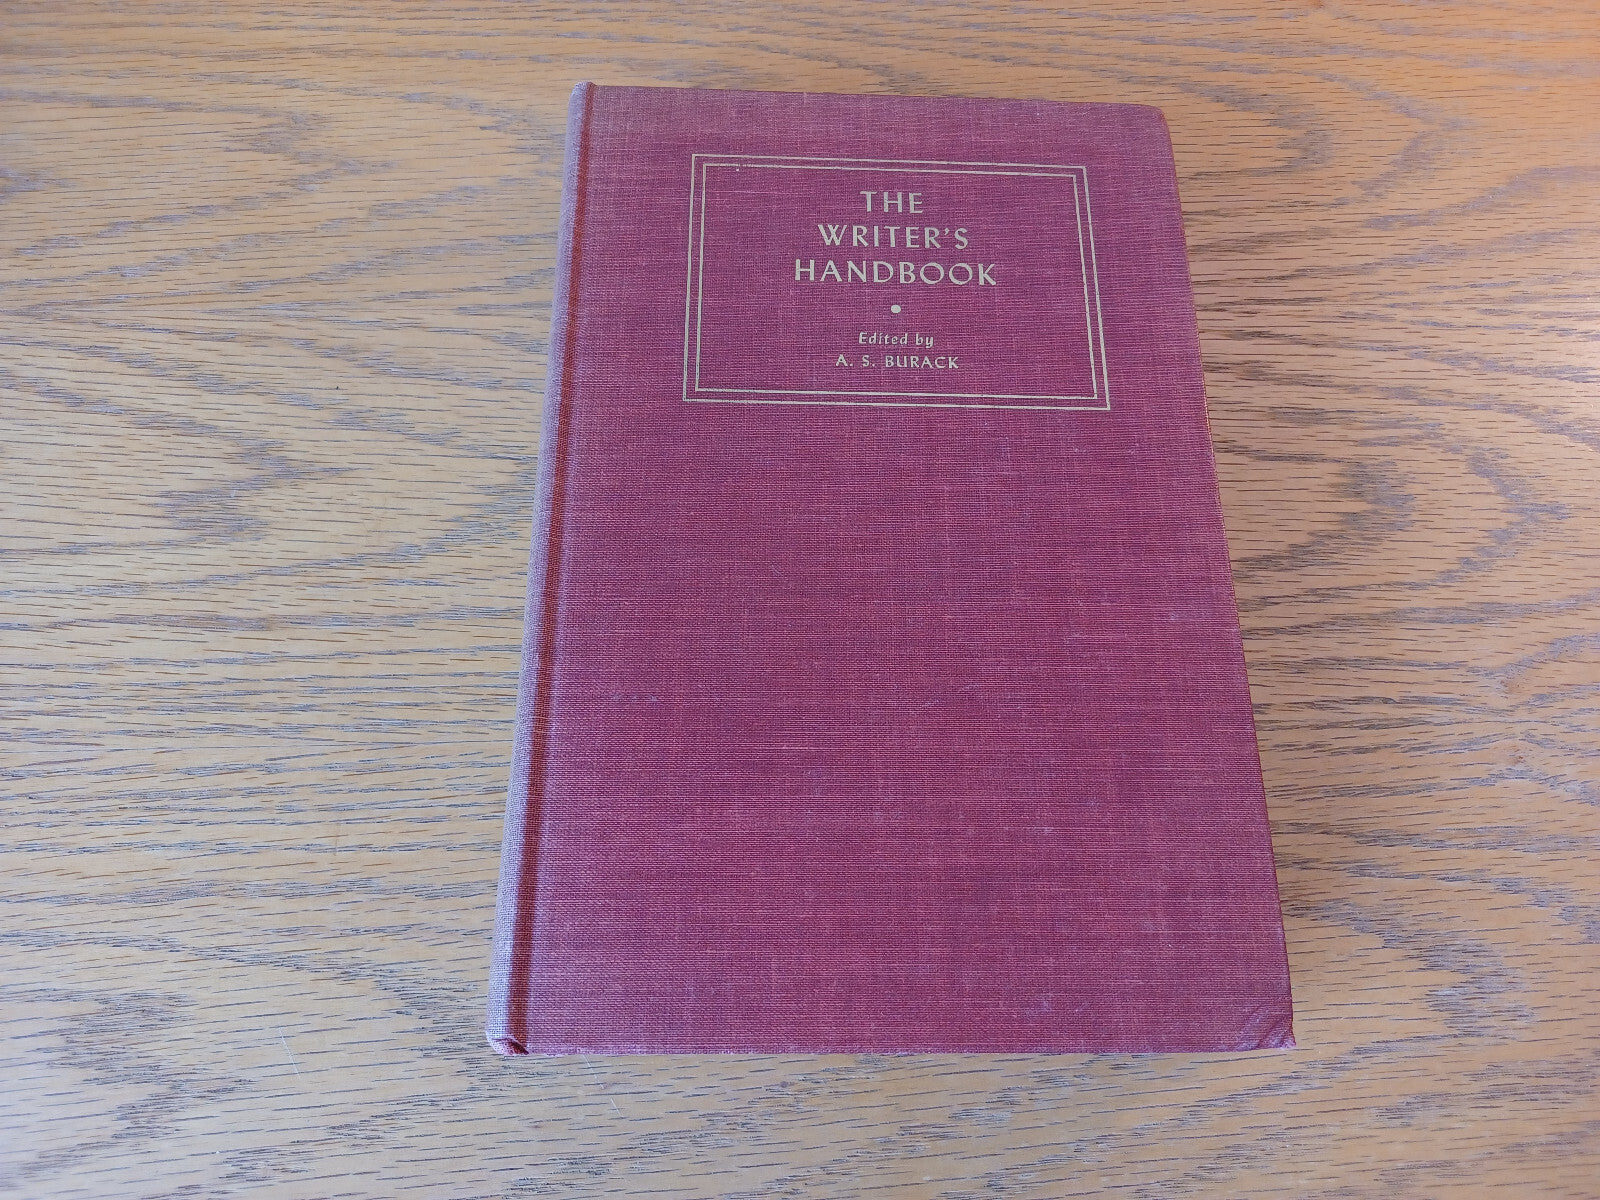 THE
WRITER'S
HANDBOOK
•
Edited by
A. S. BURACK